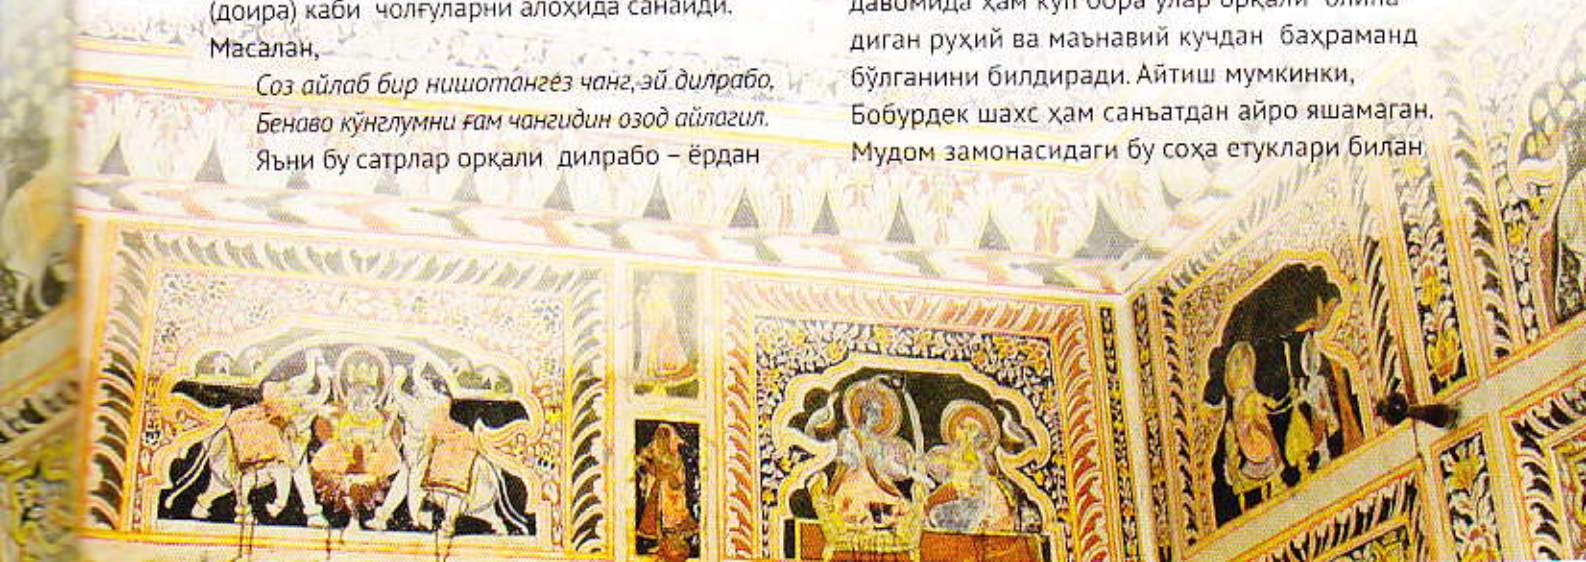 (доира) каби чолғуларни алоҳида санайди.
Масалан,
Соз айлаб бир нишотангез чанг, эй дилрабо,
Бенаво кўнглумни ғам чангидин озод айлагил.
Яъни бу сатрлар орқали дилрабо – ёрдан
давомида ҳам кўп бора улар орқали олина-
диган руҳий ва маънавий кучдан баҳраманд
бўлганини билдиради. Айтиш мумкинки,
Бобурдек шахс ҳам санъатдан айро яшамаган.
Мудом замонасидаги бу соҳа етуклари билан